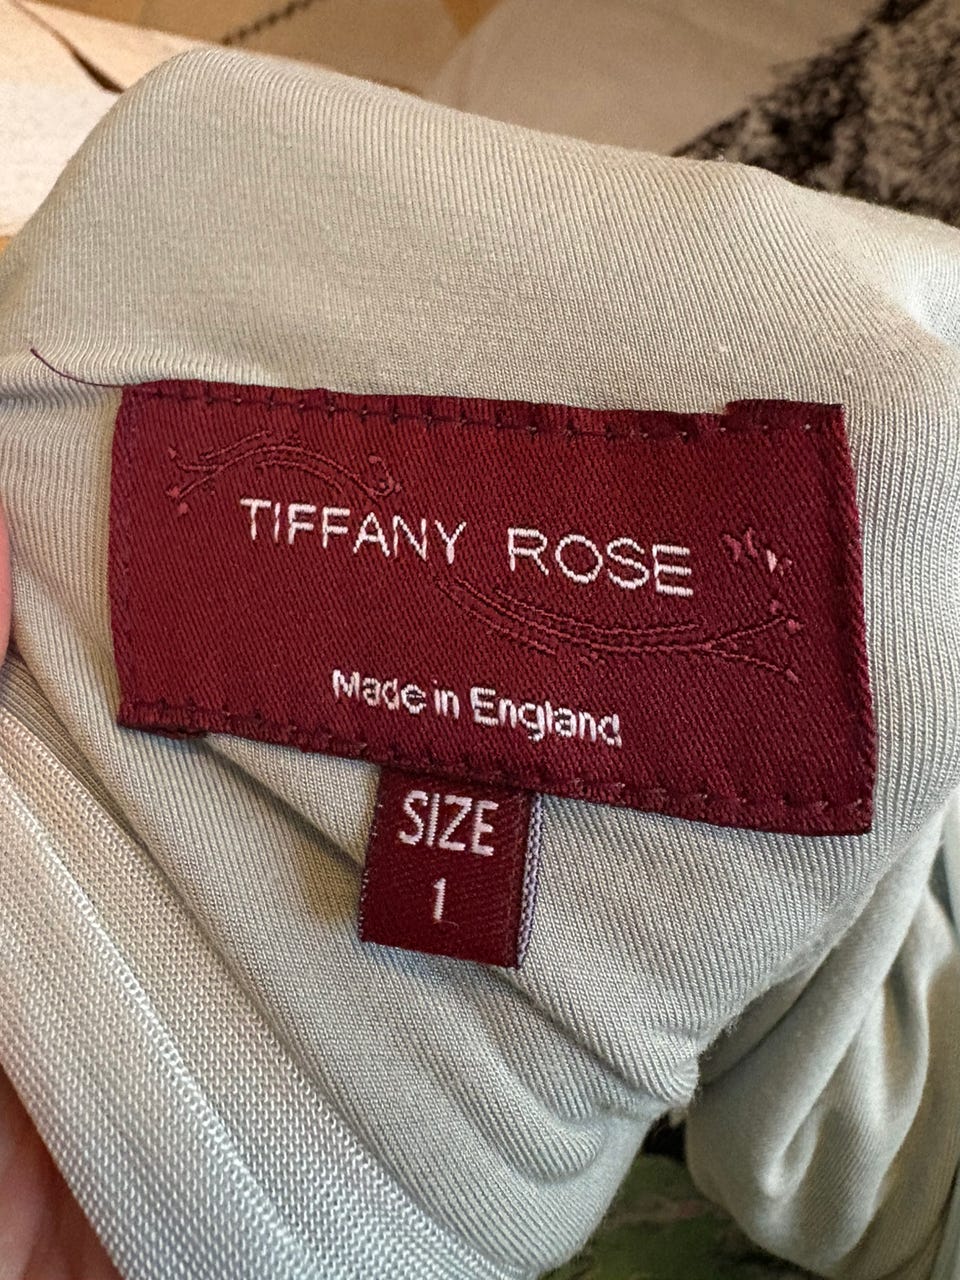 TIFFANY ROSE
Made in England
SIZE
1